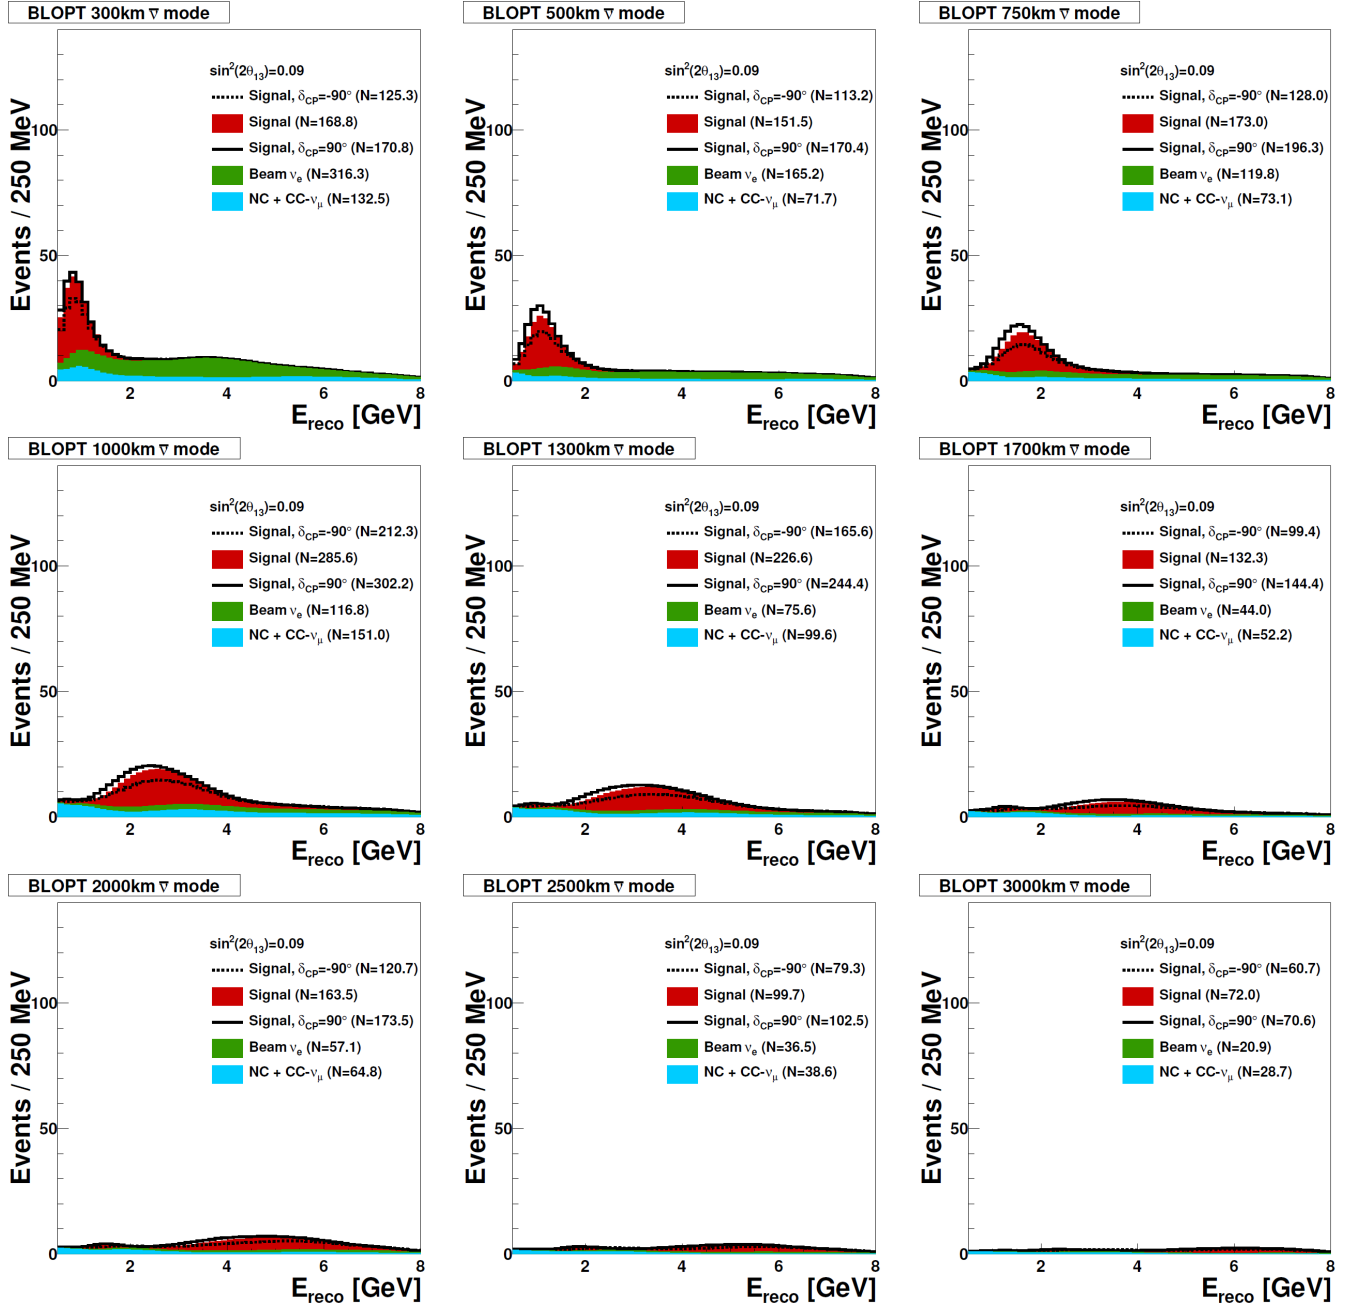 BLOPT 300km ν̅ mode
Events / 250 MeV
100
50
0
sin²(2θ₁₃)=0.09
Signal, δCP=-90° (N=125.3)
Signal (N=168.8)
Signal, δCP=90° (N=170.8)
Beam νe (N=316.3)
NC + CC-νμ (N=132.5)
2 4 6 8
Ereco [GeV]
BLOPT 500km ν̅ mode
Events / 250 MeV
100
50
0
sin²(2θ₁₃)=0.09
Signal, δCP=-90° (N=113.2)
Signal (N=151.5)
Signal, δCP=90° (N=170.4)
Beam νe (N=165.2)
NC + CC-νμ (N=71.7)
2 4 6 8
Ereco [GeV]
BLOPT 750km ν̅ mode
Events / 250 MeV
100
50
0
sin²(2θ₁₃)=0.09
Signal, δCP=-90° (N=128.0)
Signal (N=173.0)
Signal, δCP=90° (N=196.3)
Beam νe (N=119.8)
NC + CC-νμ (N=73.1)
2 4 6 8
Ereco [GeV]
BLOPT 1000km ν̅ mode
Events / 250 MeV
100
50
0
sin²(2θ₁₃)=0.09
Signal, δCP=-90° (N=212.3)
Signal (N=285.6)
Signal, δCP=90° (N=302.2)
Beam νe (N=116.8)
NC + CC-νμ (N=151.0)
2 4 6 8
Ereco [GeV]
BLOPT 1300km ν̅ mode
Events / 250 MeV
100
50
0
sin²(2θ₁₃)=0.09
Signal, δCP=-90° (N=165.6)
Signal (N=226.6)
Signal, δCP=90° (N=244.4)
Beam νe (N=75.6)
NC + CC-νμ (N=99.6)
2 4 6 8
Ereco [GeV]
BLOPT 1700km ν̅ mode
Events / 250 MeV
100
50
0
sin²(2θ₁₃)=0.09
Signal, δCP=-90° (N=99.4)
Signal (N=132.3)
Signal, δCP=90° (N=144.4)
Beam νe (N=44.0)
NC + CC-νμ (N=52.2)
2 4 6 8
Ereco [GeV]
BLOPT 2000km ν̅ mode
Events / 250 MeV
100
50
0
sin²(2θ₁₃)=0.09
Signal, δCP=-90° (N=120.7)
Signal (N=163.5)
Signal, δCP=90° (N=173.5)
Beam νe (N=57.1)
NC + CC-νμ (N=64.8)
2 4 6 8
Ereco [GeV]
BLOPT 2500km ν̅ mode
Events / 250 MeV
100
50
0
sin²(2θ₁₃)=0.09
Signal, δCP=-90° (N=79.3)
Signal (N=99.7)
Signal, δCP=90° (N=102.5)
Beam νe (N=36.5)
NC + CC-νμ (N=38.6)
2 4 6 8
Ereco [GeV]
BLOPT 3000km ν̅ mode
Events / 250 MeV
100
50
0
sin²(2θ₁₃)=0.09
Signal, δCP=-90° (N=60.7)
Signal (N=72.0)
Signal, δCP=90° (N=70.6)
Beam νe (N=20.9)
NC + CC-νμ (N=28.7)
2 4 6 8
Ereco [GeV]